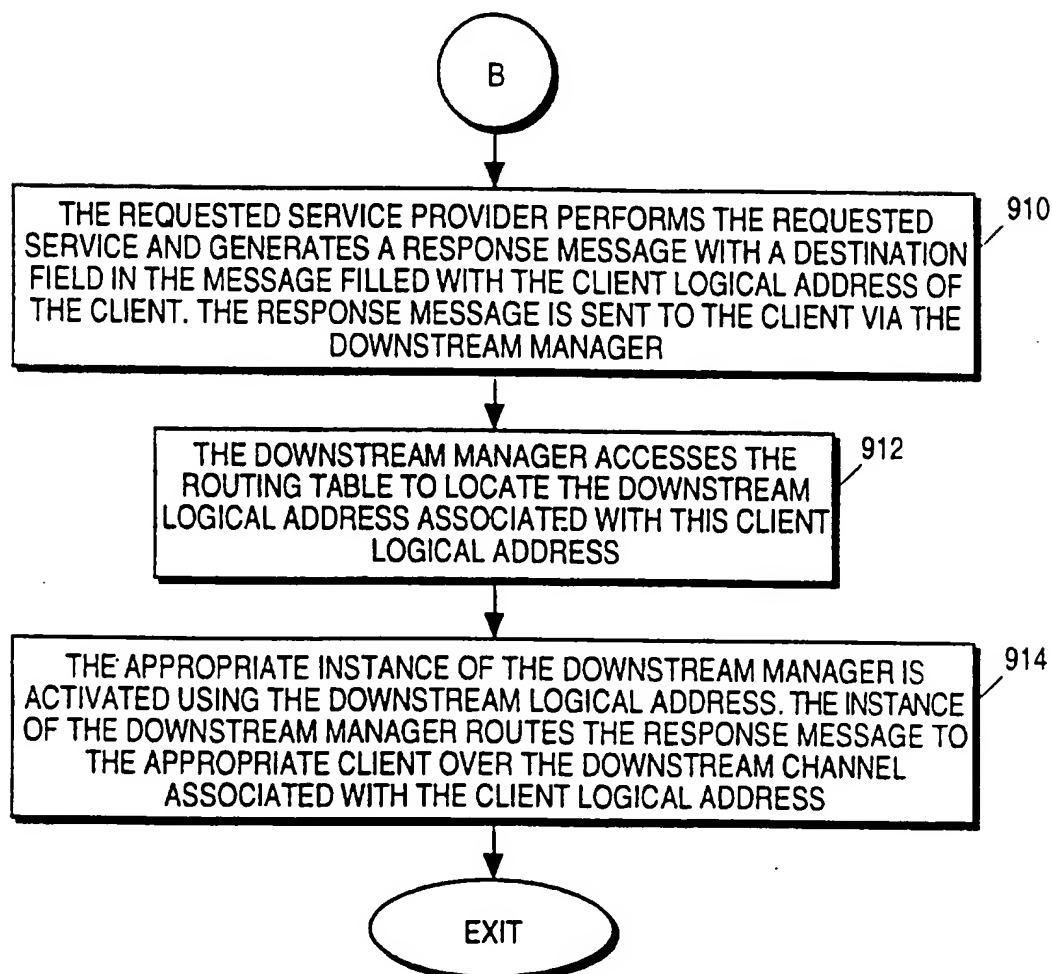 B
THE REQUESTED SERVICE PROVIDER PERFORMS THE REQUESTED
SERVICE AND GENERATES A RESPONSE MESSAGE WITH A DESTINATION
FIELD IN THE MESSAGE FILLED WITH THE CLIENT LOGICAL ADDRESS OF
THE CLIENT. THE RESPONSE MESSAGE IS SENT TO THE CLIENT VIA THE
DOWNSTREAM MANAGER
910
THE DOWNSTREAM MANAGER ACCESSES THE
ROUTING TABLE TO LOCATE THE DOWNSTREAM
LOGICAL ADDRESS ASSOCIATED WITH THIS CLIENT
LOGICAL ADDRESS
912
THE APPROPRIATE INSTANCE OF THE DOWNSTREAM MANAGER IS
ACTIVATED USING THE DOWNSTREAM LOGICAL ADDRESS. THE INSTANCE
OF THE DOWNSTREAM MANAGER ROUTES THE RESPONSE MESSAGE TO
THE APPROPRIATE CLIENT OVER THE DOWNSTREAM CHANNEL
ASSOCIATED WITH THE CLIENT LOGICAL ADDRESS
914
EXIT